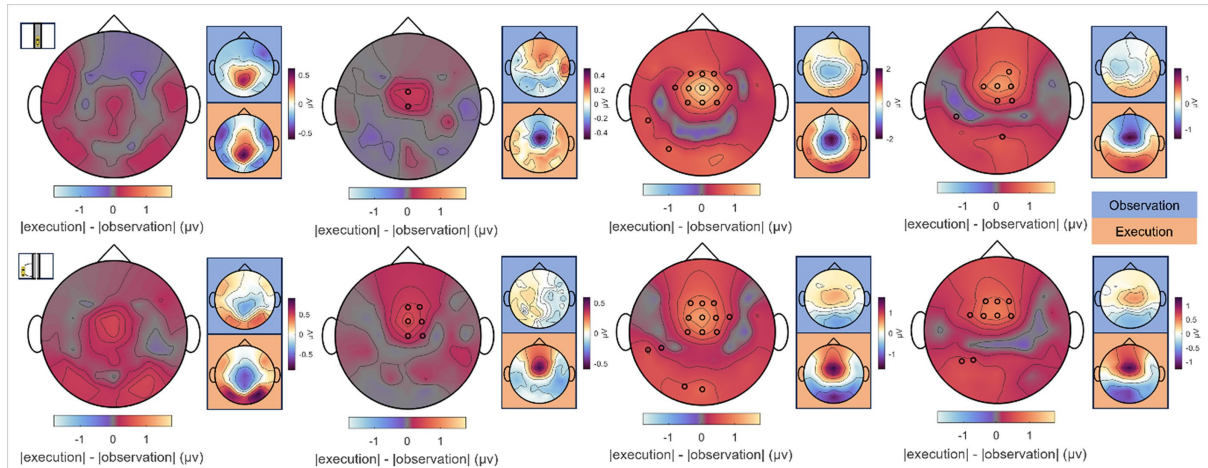 0.5
0
-0.5
µV
0.4
0.2
0
-0.2
-0.4
µV
2
0
-2
µV
1
0
-1
µV
-1 0 1
-1 0 1
-1 0 1
-1 0 1
|execution| - |observation| (µv)
|execution| - |observation| (µv)
|execution| - |observation| (µv)
|execution| - |observation| (µv)
Observation
Execution
0.5
0
-0.5
µV
0.5
0
-0.5
µV
1
0
-1
µV
1
0.5
0
-0.5
-1
µV
-1 0 1
-1 0 1
-1 0 1
-1 0 1
|execution| - |observation| (µv)
|execution| - |observation| (µv)
|execution| - |observation| (µv)
|execution| - |observation| (µv)